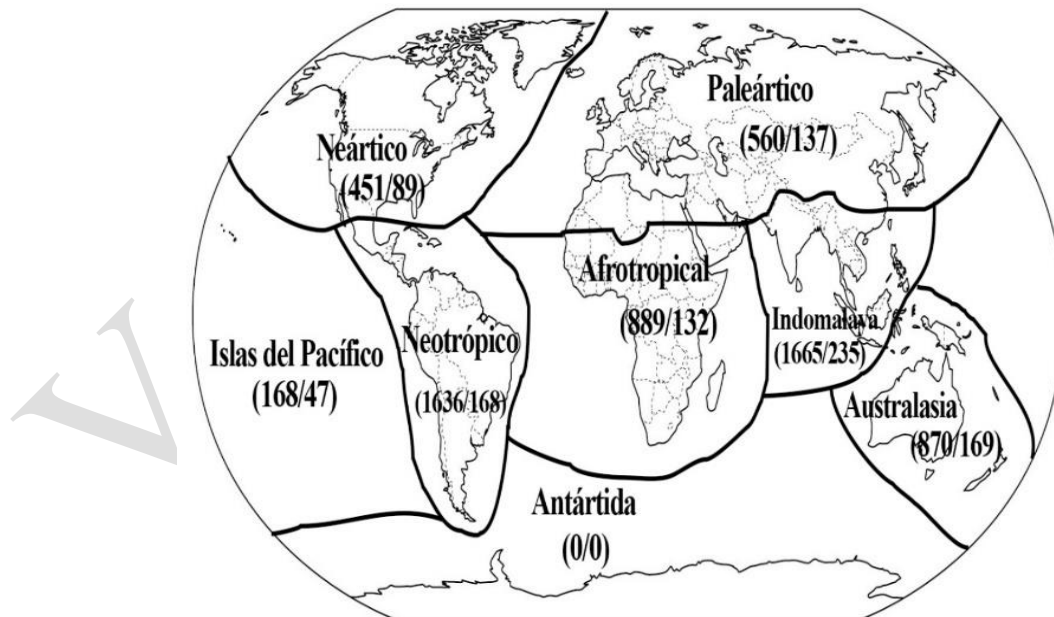 Paleártico
(560/137)
Neártico
(451/89)
Afrotropical
(889/132)
Indomalaya
(1665/235)
Islas del Pacífico
(168/47)
Neotrópico
(1636/168)
Australasia
(870/169)
Antártida
(0/0)
V